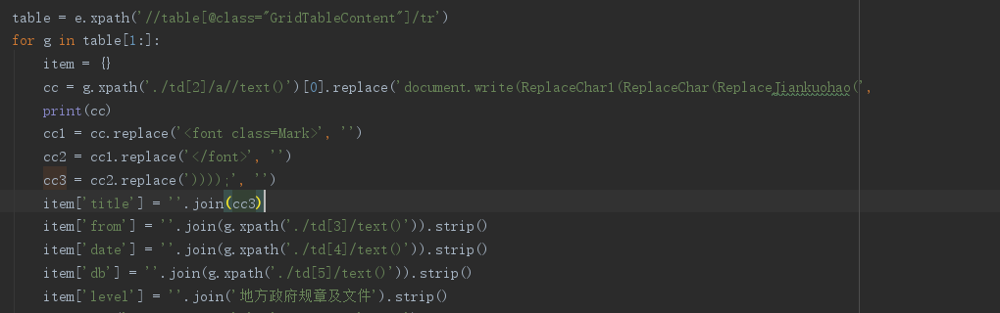 table = e.xpath('//table[@class="GridTableContent"]/tr')
for g in table[1:]:
    item = {}
    cc = g.xpath('./td[2]/a//text()')[0].replace('document.write(ReplaceChar1(ReplaceChar(ReplaceJiankuohao(',
    print(cc)
    cc1 = cc.replace('<font class=Mark>', '')
    cc2 = cc1.replace('</font>', '')
    cc3 = cc2.replace('))));', '')
    item['title'] = ''.join(cc3)
    item['from'] = ''.join(g.xpath('./td[3]/text()')).strip()
    item['date'] = ''.join(g.xpath('./td[4]/text()')).strip()
    item['db'] = ''.join(g.xpath('./td[5]/text()')).strip()
    item['level'] = ''.join('地方政府规章及文件').strip()